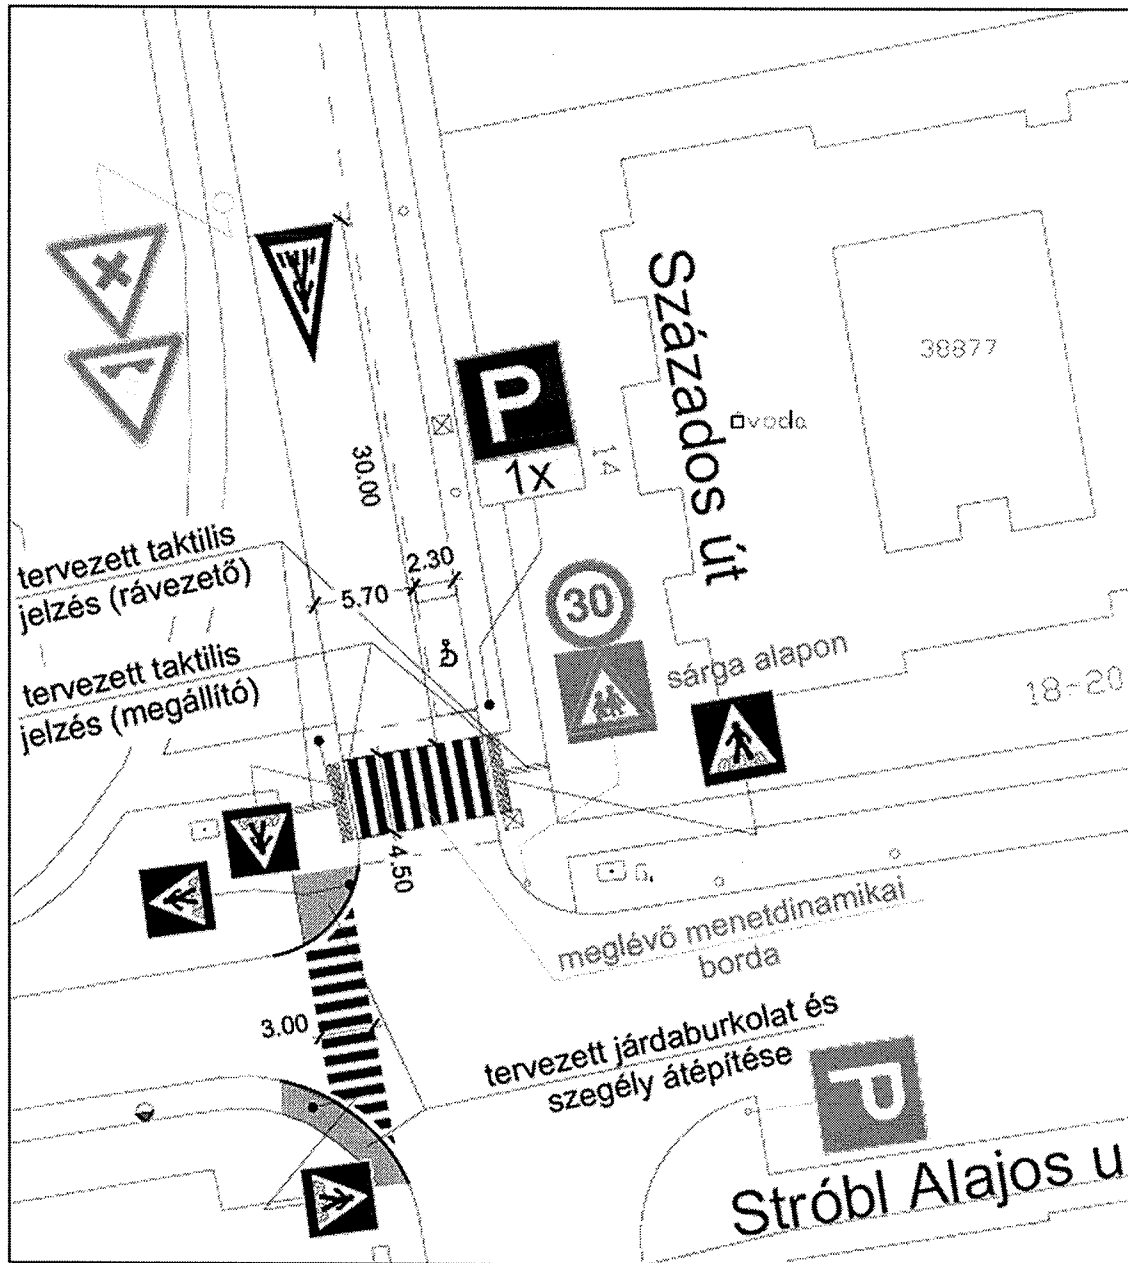 Százados út
38877
óvoda
14
P
1x
30.00
2.30
5.70
tervezett taktilis
jelzés (rávezető)
tervezett taktilis
jelzés (megállító)
30
sárga alapon
18-20
4.50
G.
meglévő menetdinamikai
borda
3.00
tervezett járdaburkolat és
szegély átépítése
P
Stróbl Alajos u